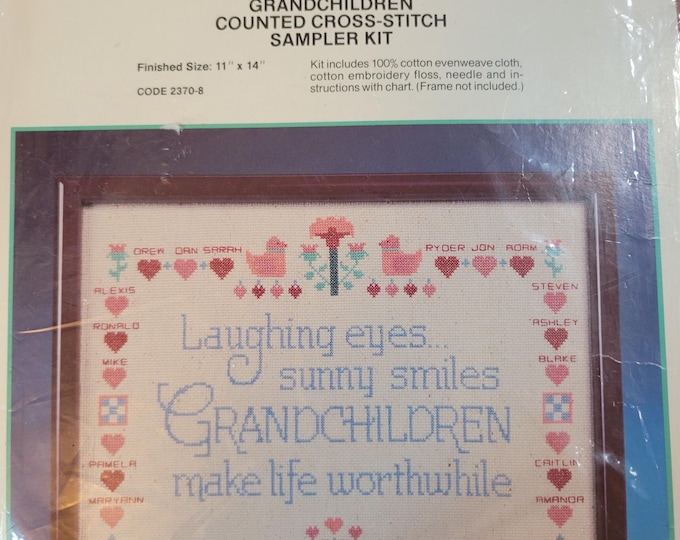 GRANDCHILDREN
COUNTED CROSS-STITCH
SAMPLER KIT
Finished Size: 11" x 14"
CODE 2370-8
Kit includes 100% cotton evenweave cloth,
cotton embroidery floss, needle and in-
structions with chart. (Frame not included.)
DREW DAN SARAH
RYDER JON ADAM
ALEXIS
STEVEN
RONALD
ASHLEY
MIKE
BLAKE
Laughing eyes...
sunny smiles
GRANDCHILDREN
make life worthwhile
PAMELA
CAITLIN
MARYANN
AMANDA